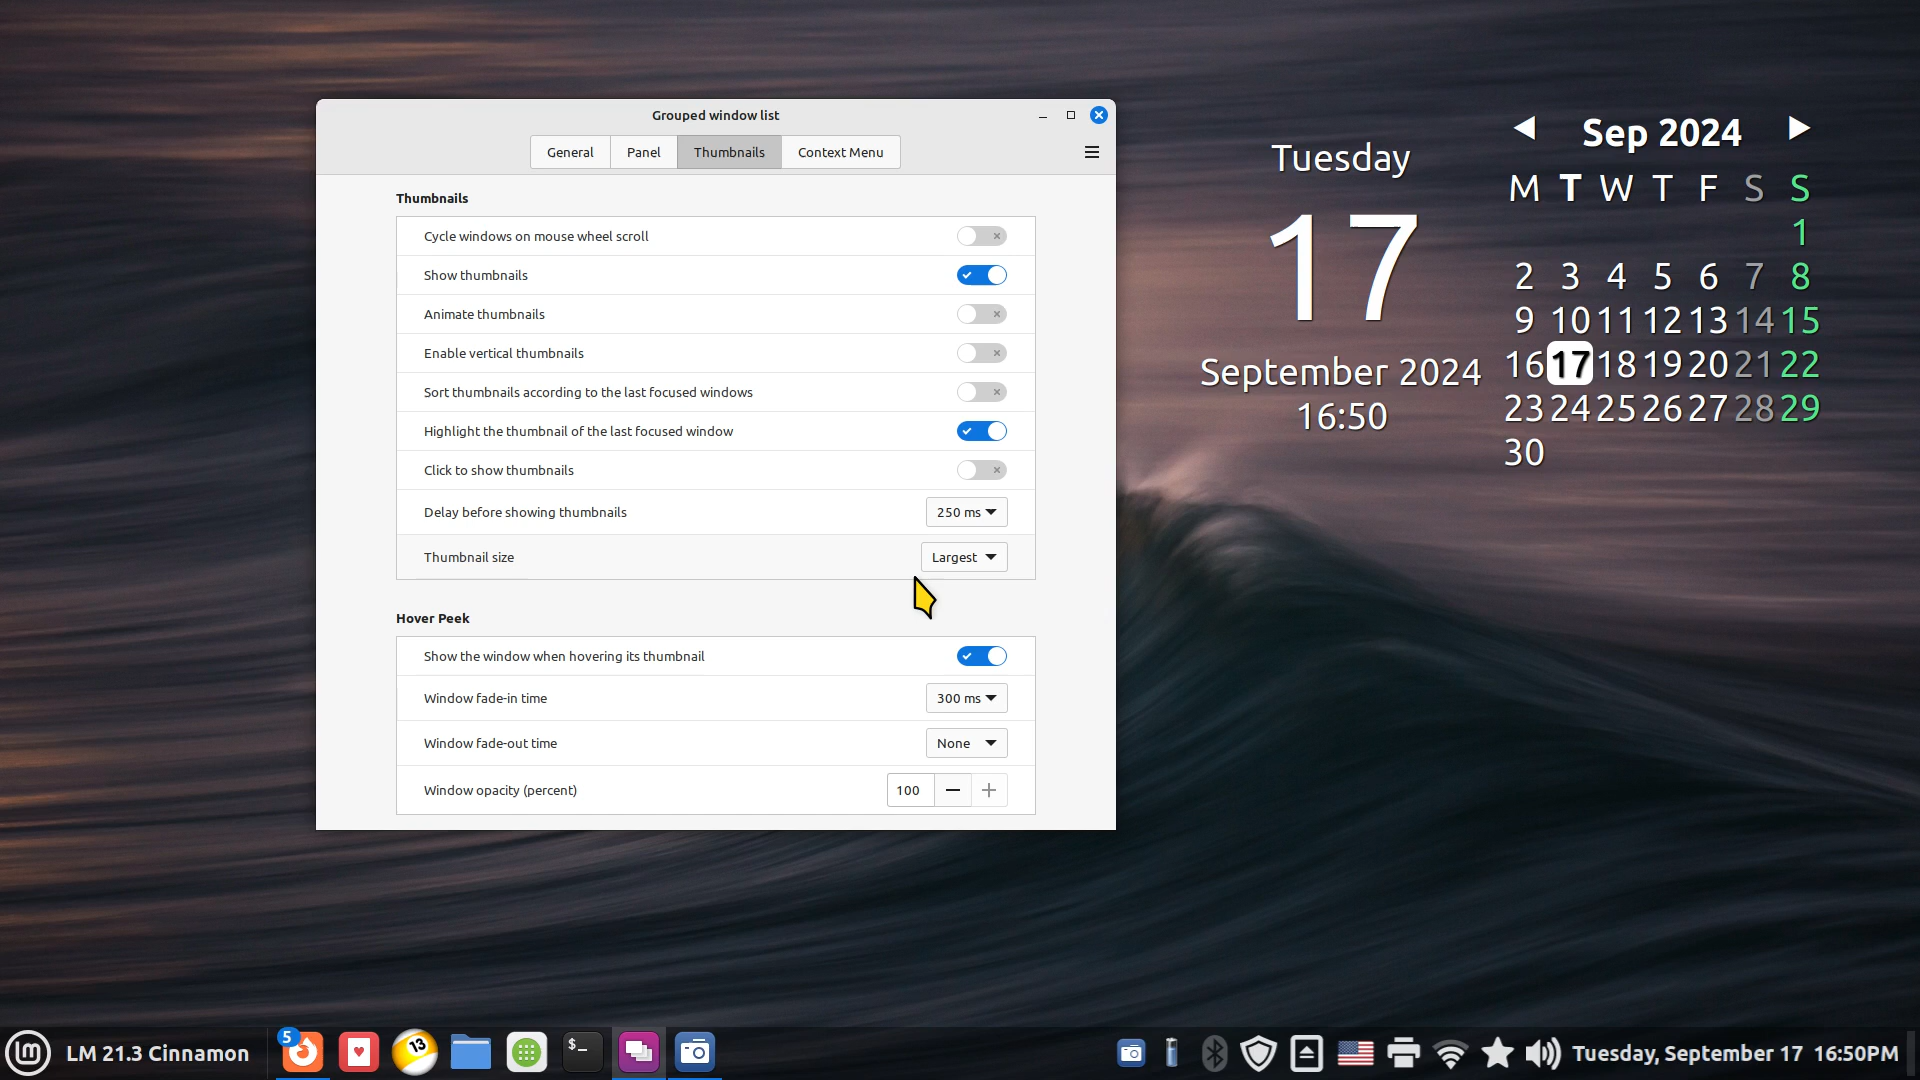 Grouped window list
General Panel Thumbnails Context Menu
Thumbnails
Cycle windows on mouse wheel scroll
Show thumbnails
Animate thumbnails
Enable vertical thumbnails
Sort thumbnails according to the last focused windows
Highlight the thumbnail of the last focused window
Click to show thumbnails
Delay before showing thumbnails 250 ms
Thumbnail size Largest
Hover Peek
Show the window when hovering its thumbnail
Window fade-in time 300 ms
Window fade-out time None
Window opacity (percent) 100
Tuesday
17
September 2024
16:50
Sep 2024
M T W T F S S
1
2 3 4 5 6 7 8
9 10 11 12 13 14 15
16 17 18 19 20 21 22
23 24 25 26 27 28 29
30
LM 21.3 Cinnamon
5
13
$_
Tuesday, September 17 16:50PM